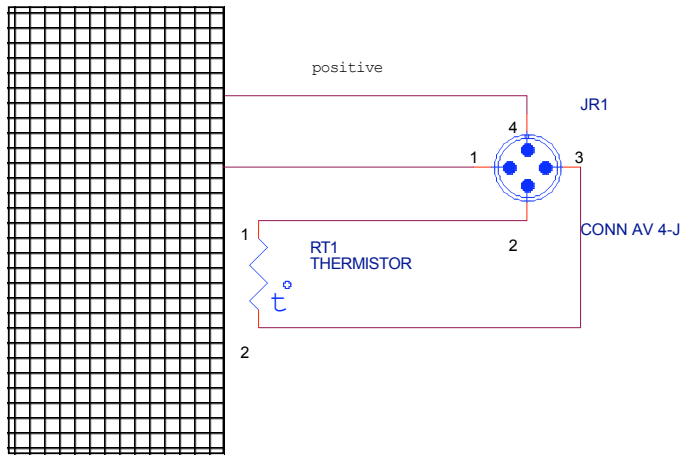 positive
JR1
4
1
3
CONN AV 4-J
2
1
RT1
THERMISTOR
t°
2